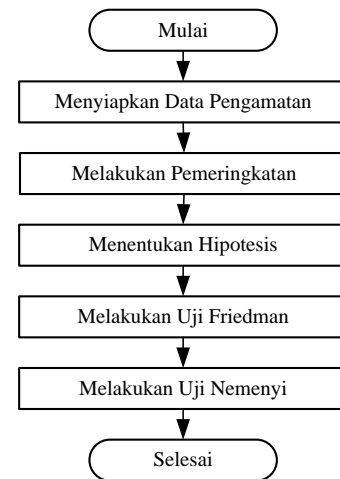 Mulai
Menyiapkan Data Pengamatan
Melakukan Pemeringkatan
Menentukan Hipotesis
Melakukan Uji Friedman
Melakukan Uji Nemenyi
Selesai